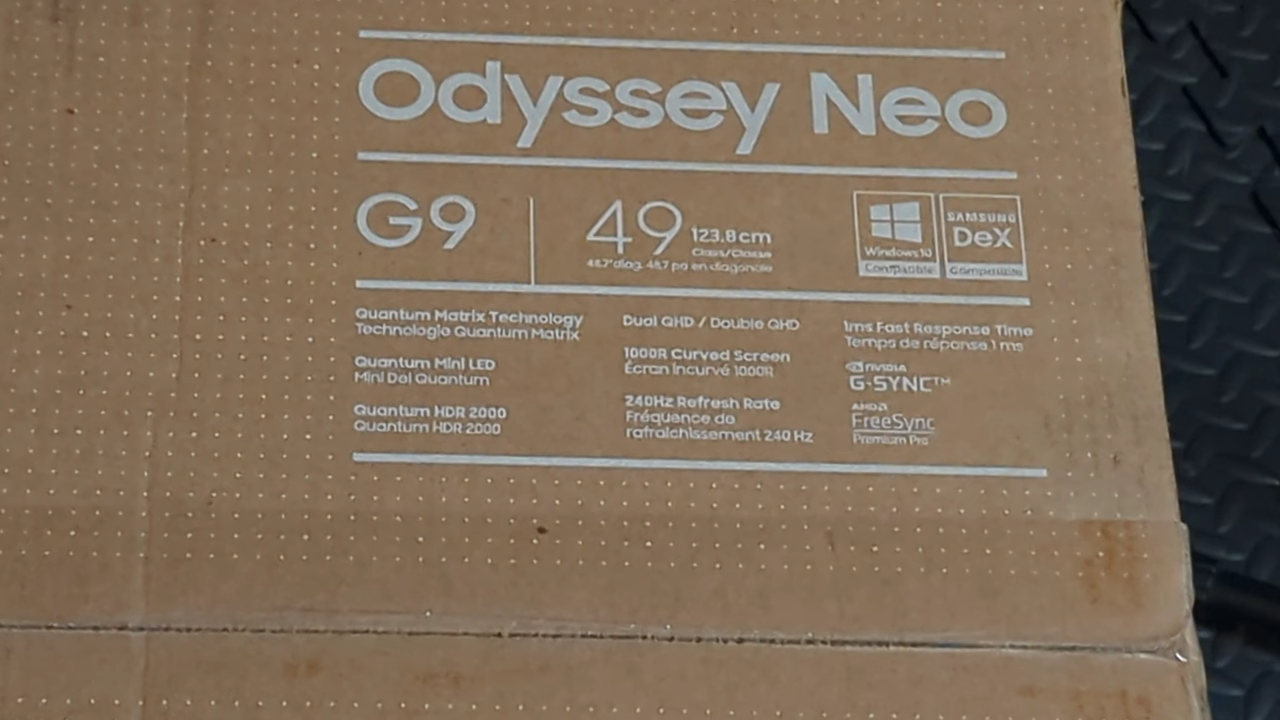 Odyssey Neo
G9
49 123.8cm
Class/Classe
48.7" diag. 48.7 po en diagonale
Windows 10
Compatible
SAMSUNG
DeX
Compatible
Quantum Matrix Technology
Technologie Quantum Matrix
Quantum Mini LED
Mini Del Quantum
Quantum HDR 2000
Quantum HDR 2000
Dual QHD / Double QHD
1000R Curved Screen
Écran Incurvé 1000R
240Hz Refresh Rate
Fréquence de
rafraîchissement 240 Hz
1ms Fast Response Time
Temps de réponse 1 ms
NVIDIA
G-SYNC™
AMD
FreeSync
Premium Pro